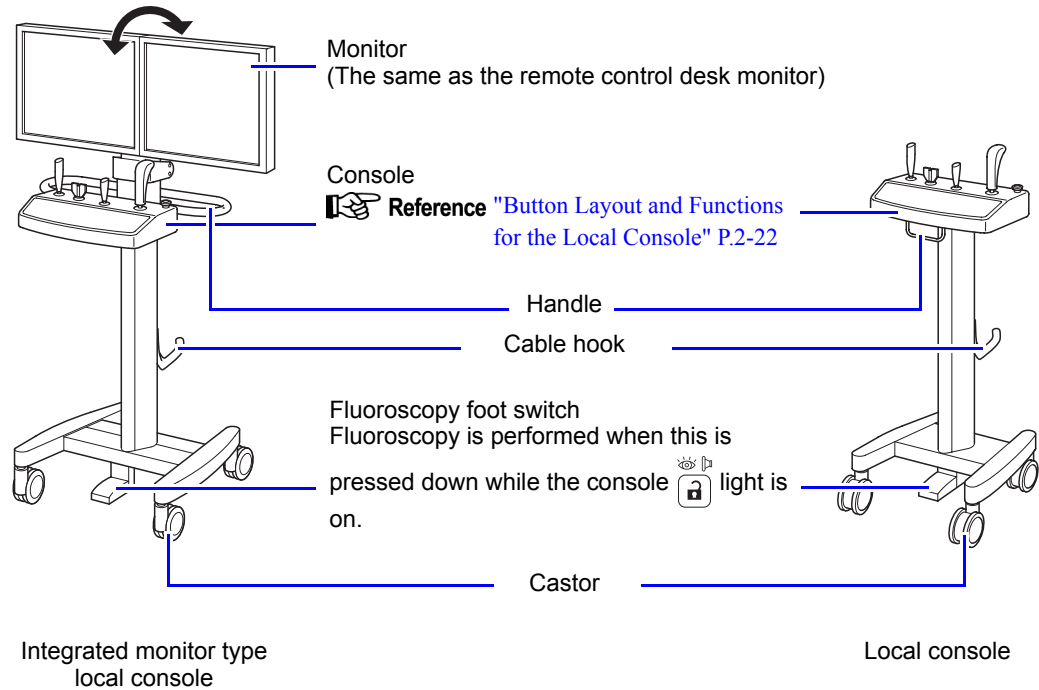 Monitor
(The same as the remote control desk monitor)
Console
Reference "Button Layout and Functions
for the Local Console" P.2-22
Handle
Cable hook
Fluoroscopy foot switch
Fluoroscopy is performed when this is
pressed down while the console light is
on.
Castor
Integrated monitor type
local console
Local console